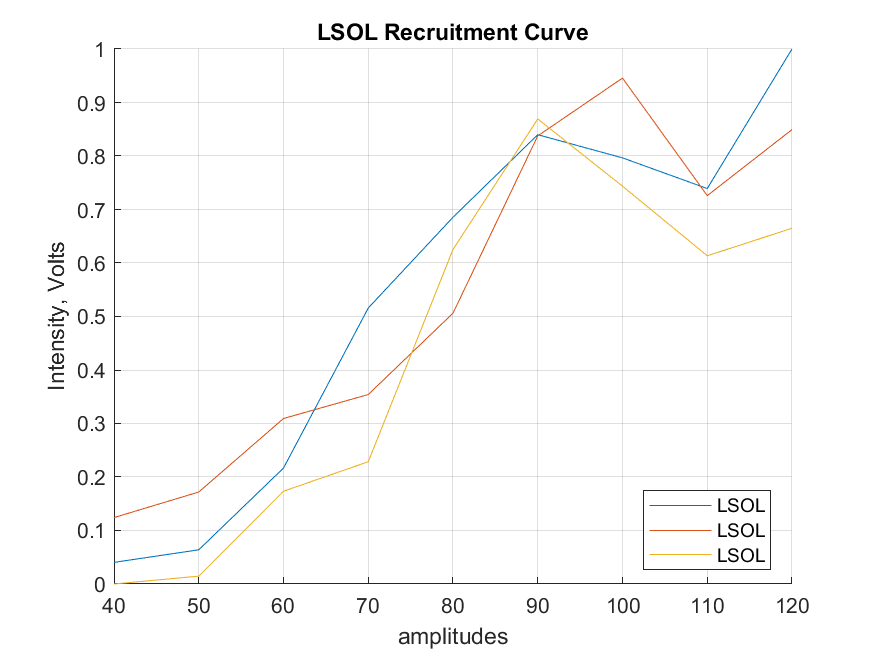 LSOL Recruitment Curve
1
0.9
0.8
0.7
0.6
0.5
0.4
0.3
0.2
0.1
0
Intensity, Volts
40 50 60 70 80 90 100 110 120
amplitudes
LSOL
LSOL
LSOL